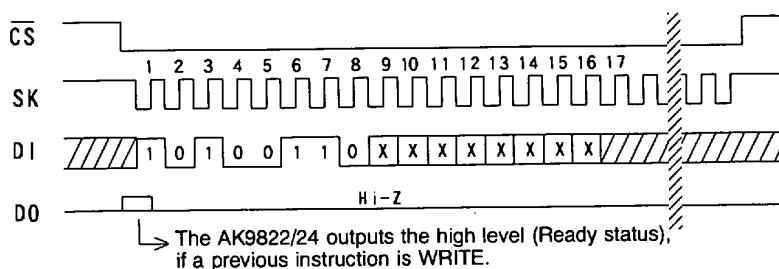 CS
1 2 3 4 5 6 7 8 9 10 11 12 13 14 15 16 17
SK
DI 1 0 1 0 0 1 1 0 X X X X X X X X
DO Hi-Z
The AK9822/24 outputs the high level (Ready status),
if a previous instruction is WRITE.